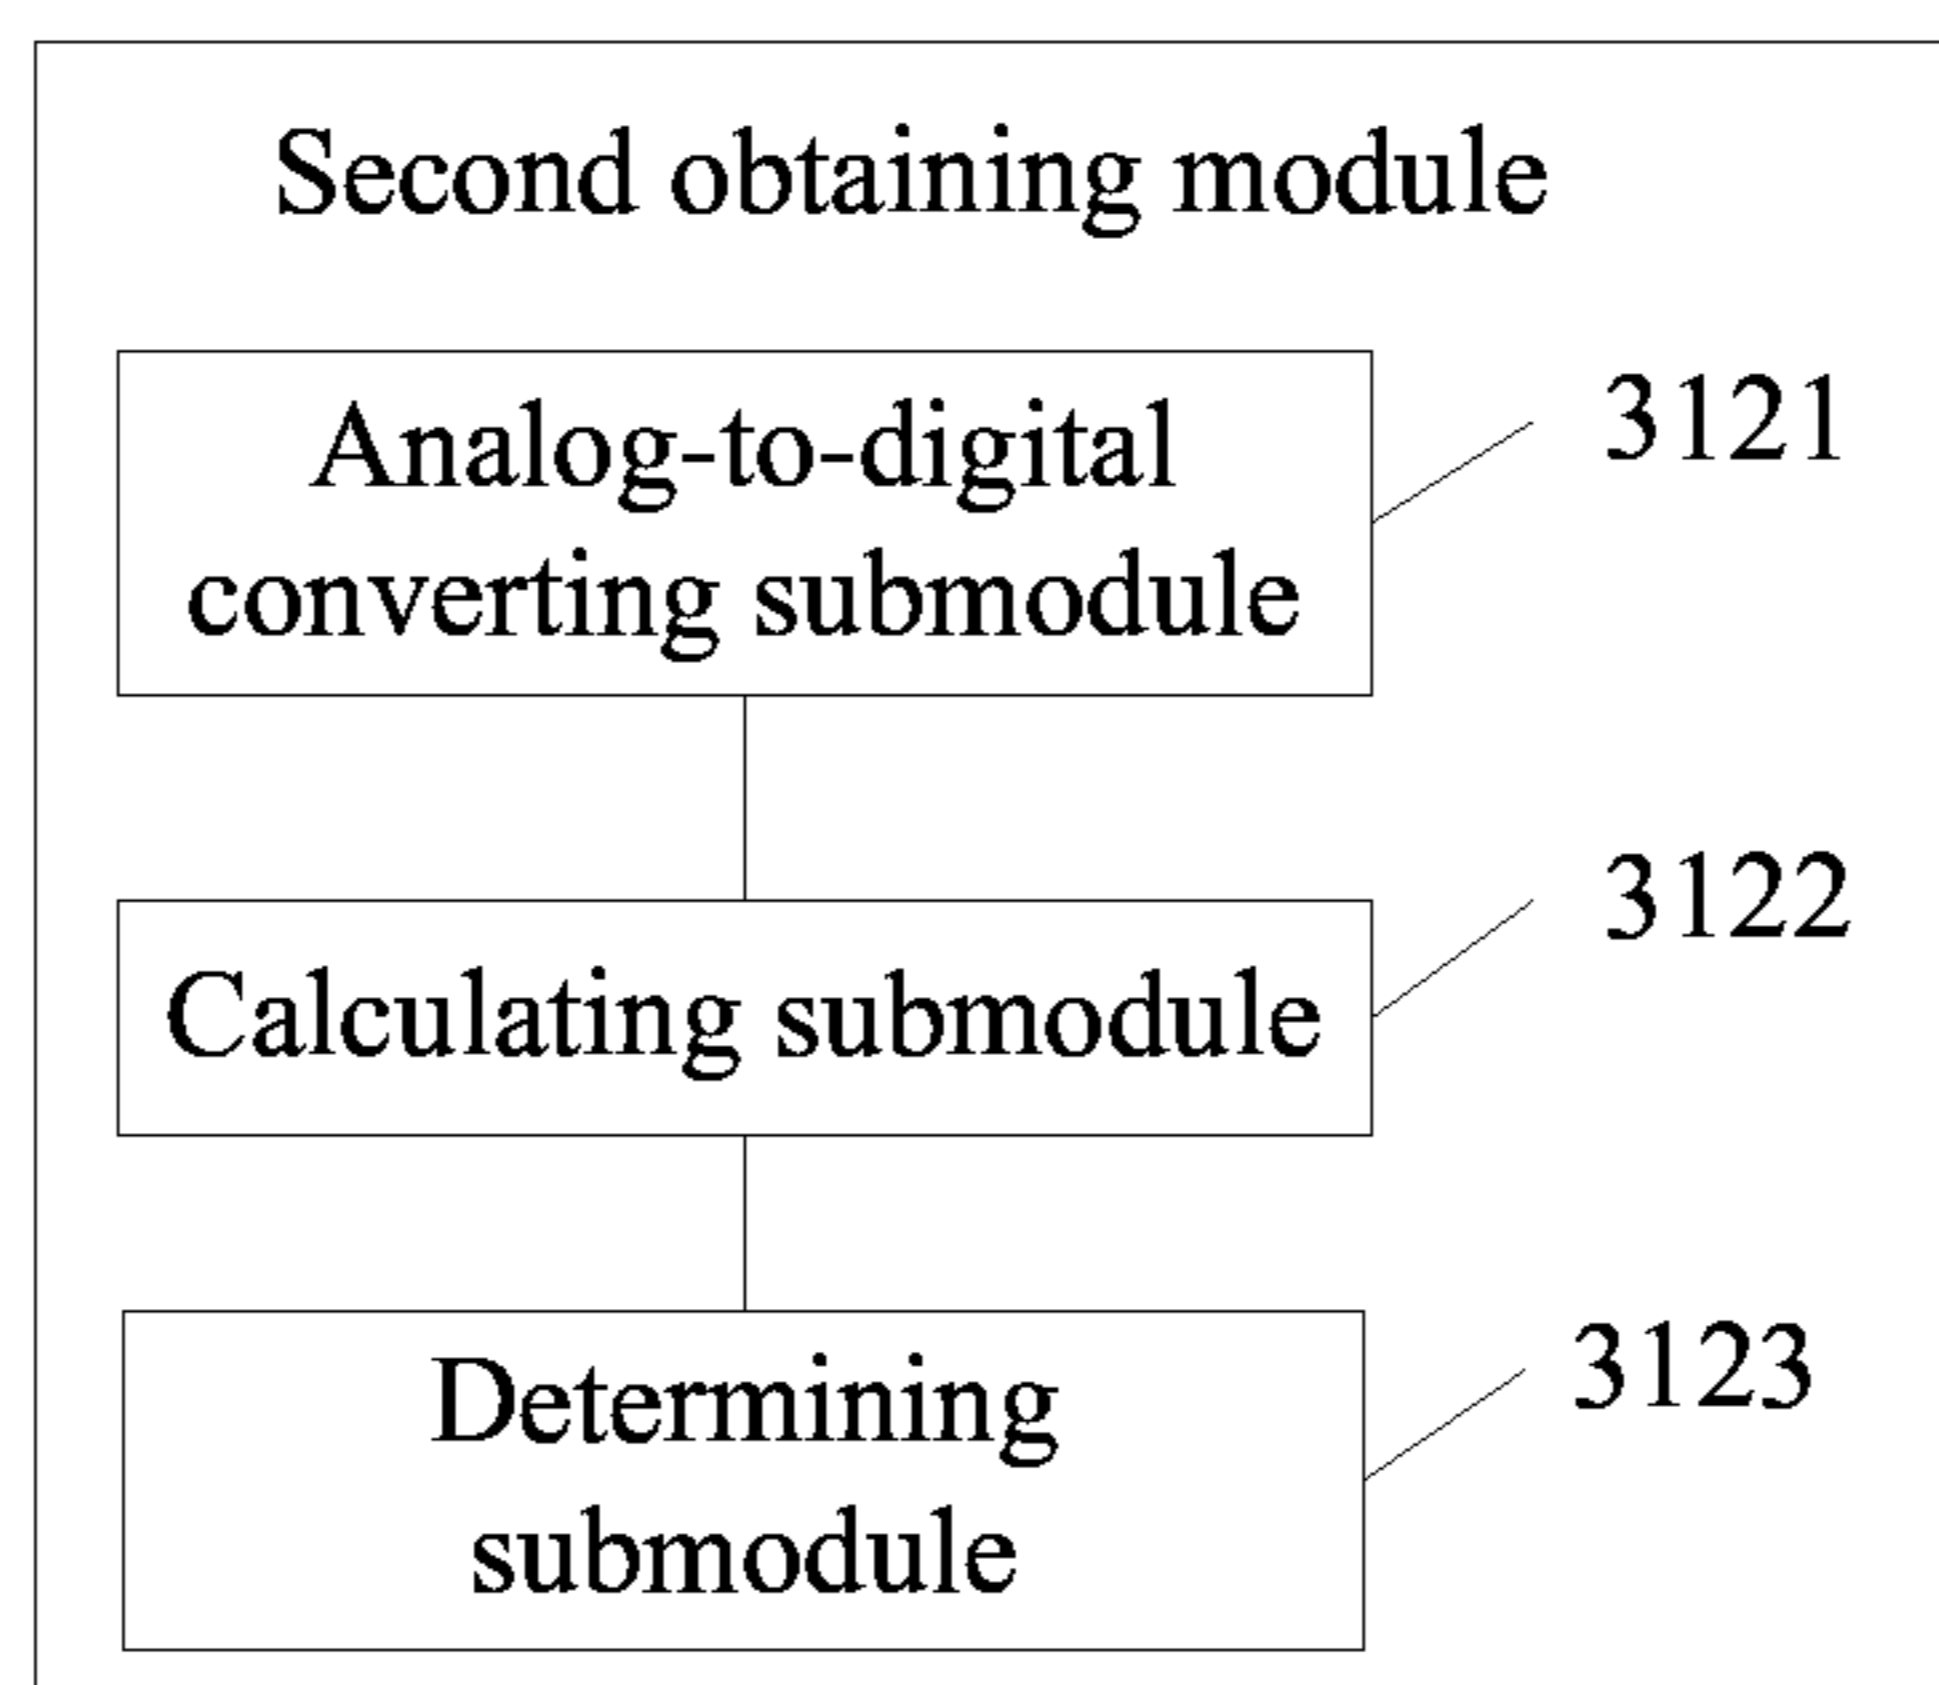 Second obtaining module
Analog-to-digital
converting submodule
3121
Calculating submodule
3122
Determining
submodule
3123